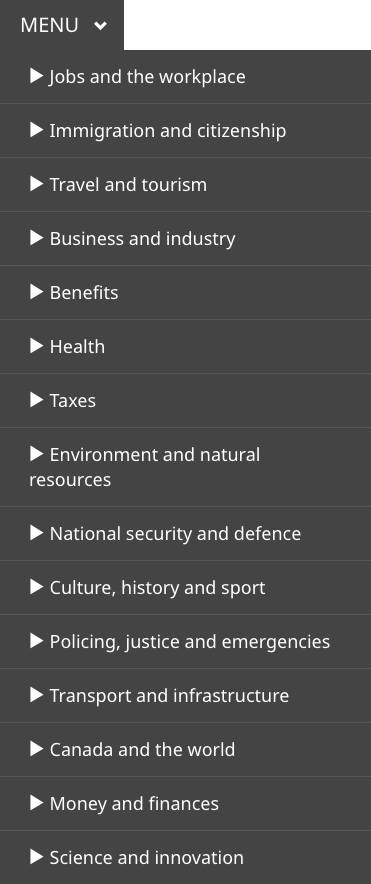 MENU
Jobs and the workplace
Immigration and citizenship
Travel and tourism
Business and industry
Benefits
Health
Taxes
Environment and natural
resources
National security and defence
Culture, history and sport
Policing, justice and emergencies
Transport and infrastructure
Canada and the world
Money and finances
Science and innovation